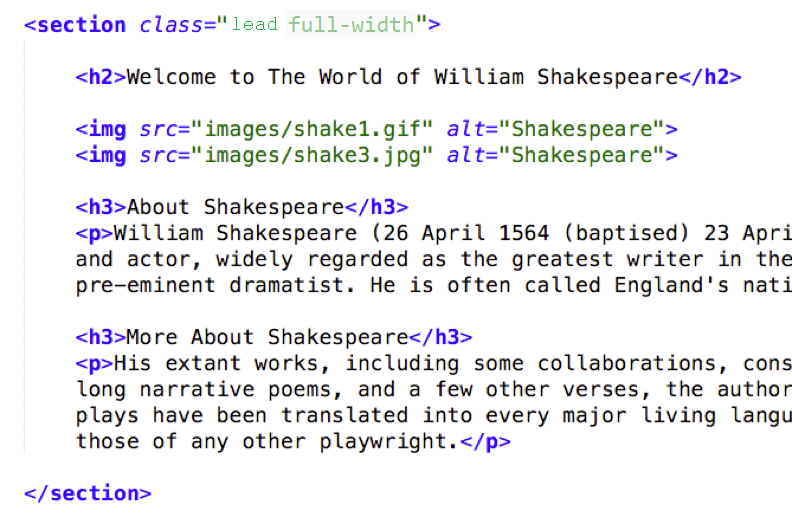 <section class="lead full-width">
<h2>Welcome to The World of William Shakespeare</h2>
<img src="images/shake1.gif" alt="Shakespeare">
<img src="images/shake3.jpg" alt="Shakespeare">
<h3>About Shakespeare</h3>
<p>William Shakespeare (26 April 1564 (baptised) 23 Apri
and actor, widely regarded as the greatest writer in the
pre-eminent dramatist. He is often called England's nati
<h3>More About Shakespeare</h3>
<p>His extant works, including some collaborations, cons
long narrative poems, and a few other verses, the author
plays have been translated into every major living langu
those of any other playwright.</p>
</section>